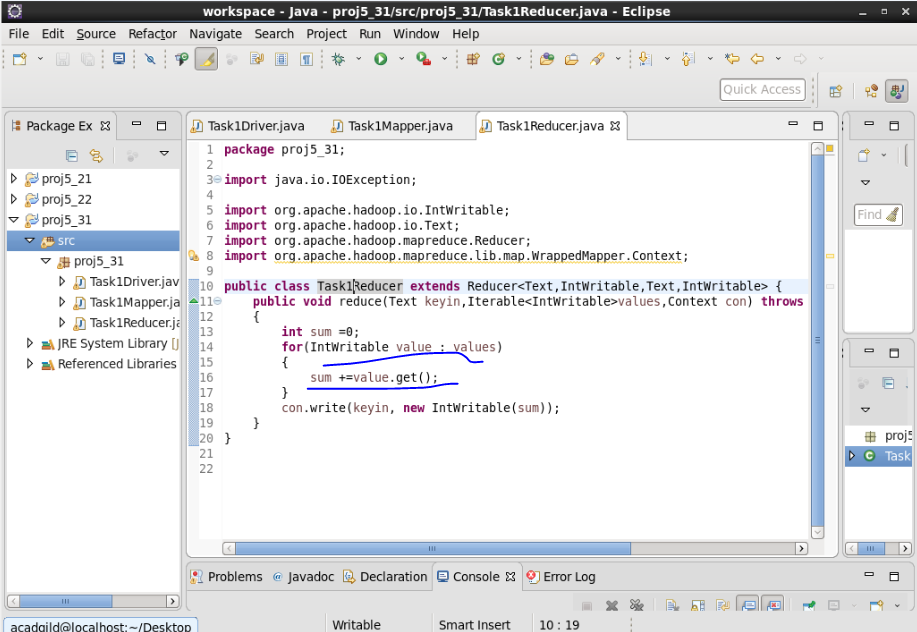 workspace - Java - proj5_31/src/proj5_31/Task1Reducer.java - Eclipse
File Edit Source Refactor Navigate Search Project Run Window Help
Quick Access
Package Ex
Task1Driver.java
Task1Mapper.java
Task1Reducer.java
proj5_21
proj5_22
proj5_31
src
proj5_31
Task1Driver.jav
Task1Mapper.ja
Task1Reducer.ja
JRE System Library [J
Referenced Libraries
1 package proj5_31;
2
3 import java.io.IOException;
4
5 import org.apache.hadoop.io.IntWritable;
6 import org.apache.hadoop.io.Text;
7 import org.apache.hadoop.mapreduce.Reducer;
8 import org.apache.hadoop.mapreduce.lib.map.WrappedMapper.Context;
9
10 public class Task1Reducer extends Reducer<Text,IntWritable,Text,IntWritable> {
11 public void reduce(Text keyin,Iterable<IntWritable>values,Context con) throws
12 {
13 int sum =0;
14 for(IntWritable value : values)
15 {
16 sum +=value.get();
17 }
18 con.write(keyin, new IntWritable(sum));
19 }
20 }
21
22
Find
proj5
Task
Problems @ Javadoc Declaration Console Error Log
acadgild@localhost:~/Desktop
Writable
Smart Insert
10 : 19